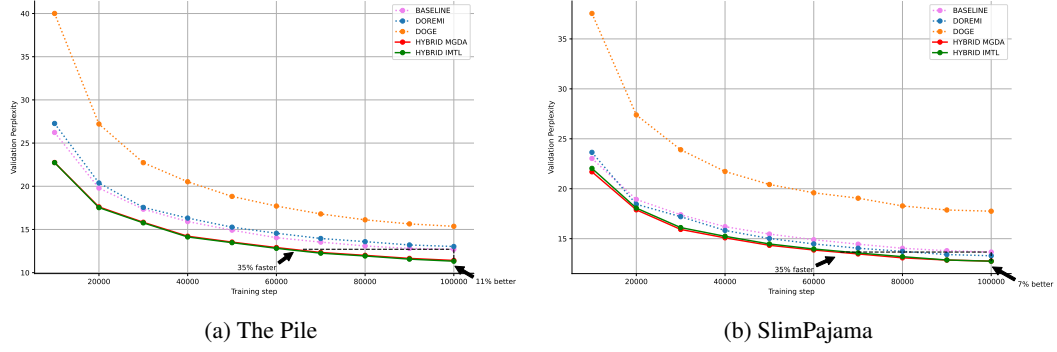 40
35
30
25
20
15
10
Validation Perplexity
20000 40000 60000 80000 100000
Training step
BASELINE
DOREMI
DOGE
HYBRID MGDA
HYBRID IMTL
35% faster
11% better
(a) The Pile
35
30
25
20
15
Validation Perplexity
20000 40000 60000 80000 100000
Training step
BASELINE
DOREMI
DOGE
HYBRID MGDA
HYBRID IMTL
35% faster
7% better
(b) SlimPajama